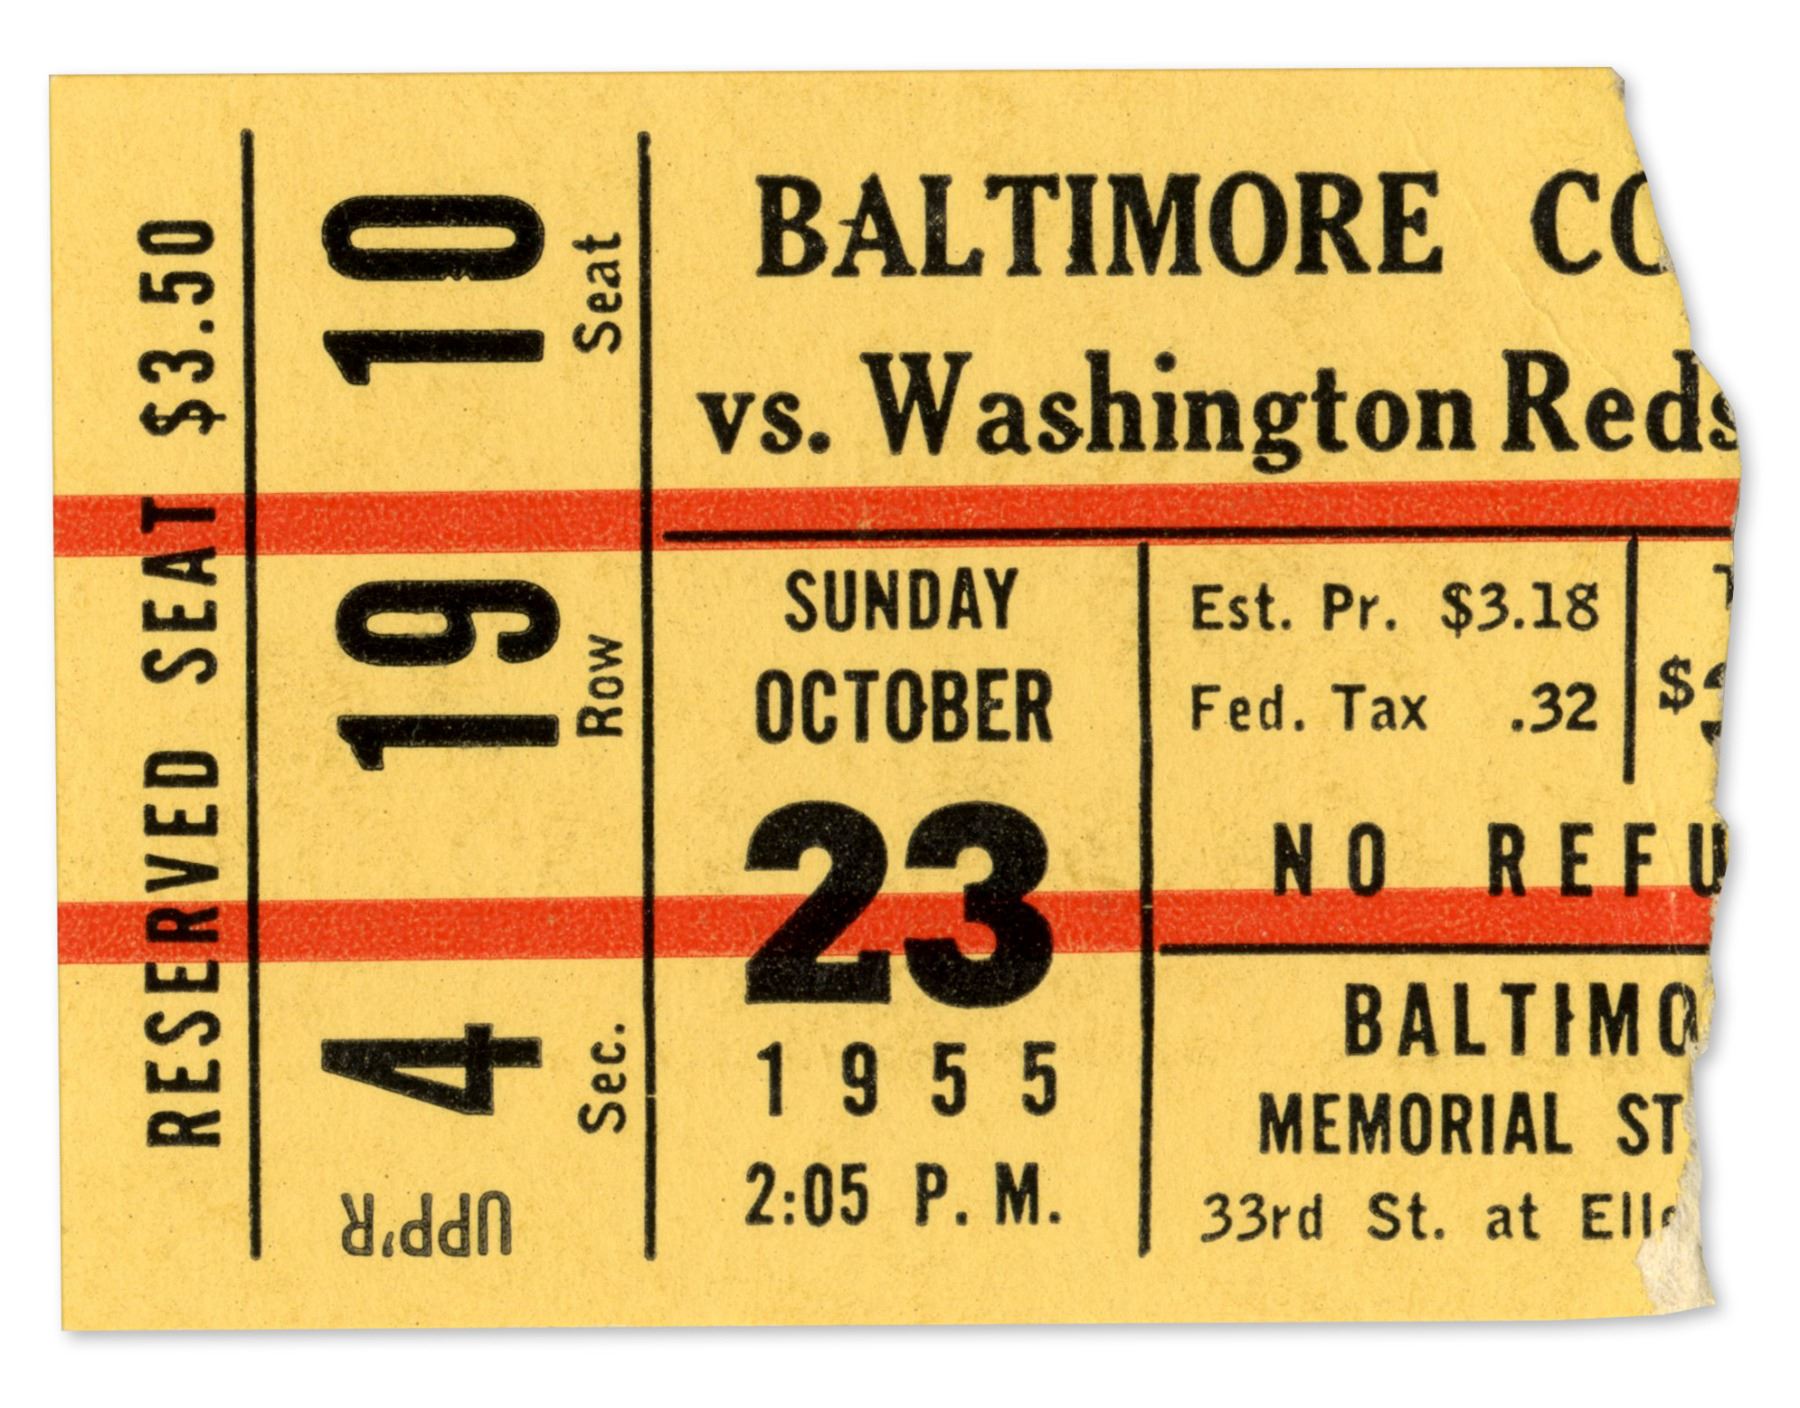 RESERVED SEAT $3.50
10
Seat
19
Row
4
Sec.
UPP'R
BALTIMORE CO
vs. Washington Reds
SUNDAY
OCTOBER
23
1955
2:05 P. M.
Est. Pr. $3.18
Fed. Tax .32
$
NO REFU
BALTIMO
MEMORIAL ST
33rd St. at Elle